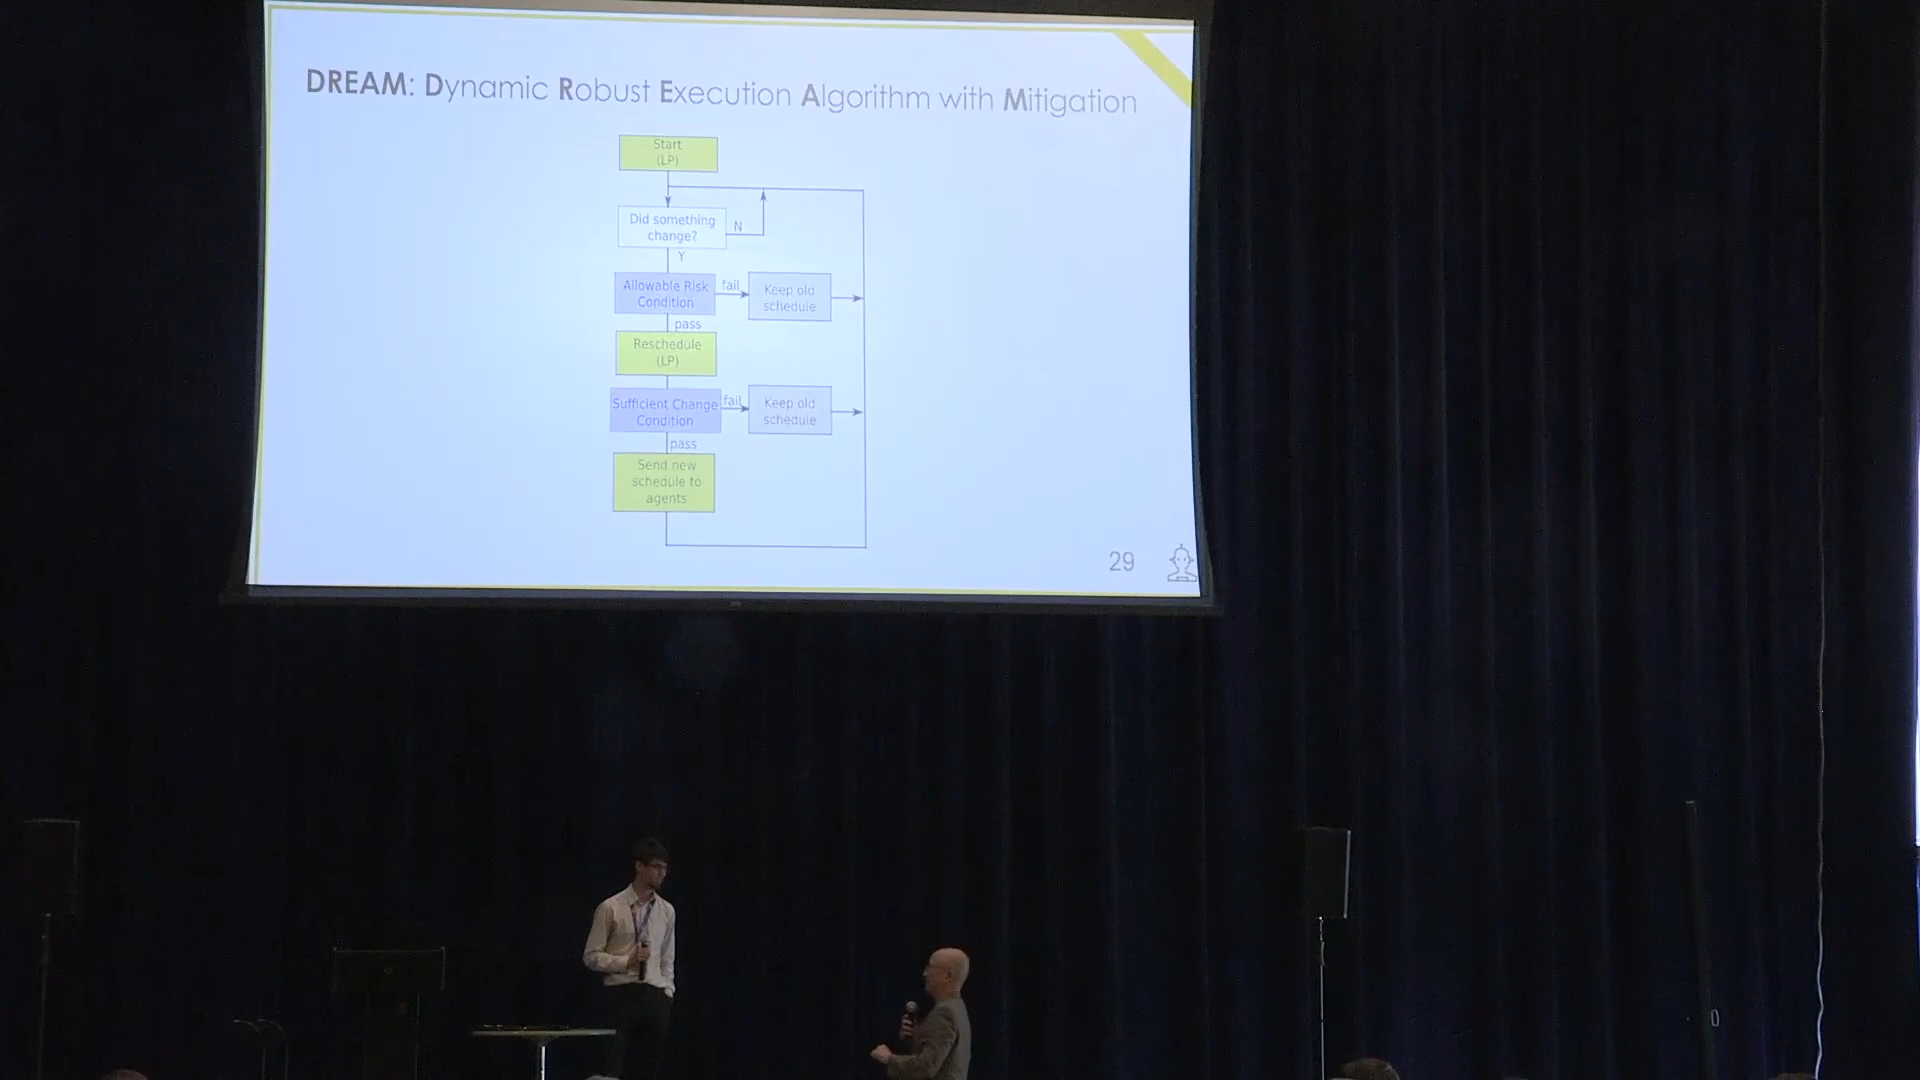 DREAM: Dynamic Robust Execution Algorithm with Mitigation
Start
(LP)
Did something
change?
N
Y
Allowable Risk
Condition
fail
Keep old
schedule
pass
Reschedule
(LP)
Sufficient Change
Condition
fail
Keep old
schedule
pass
Send new
schedule to
agents
29